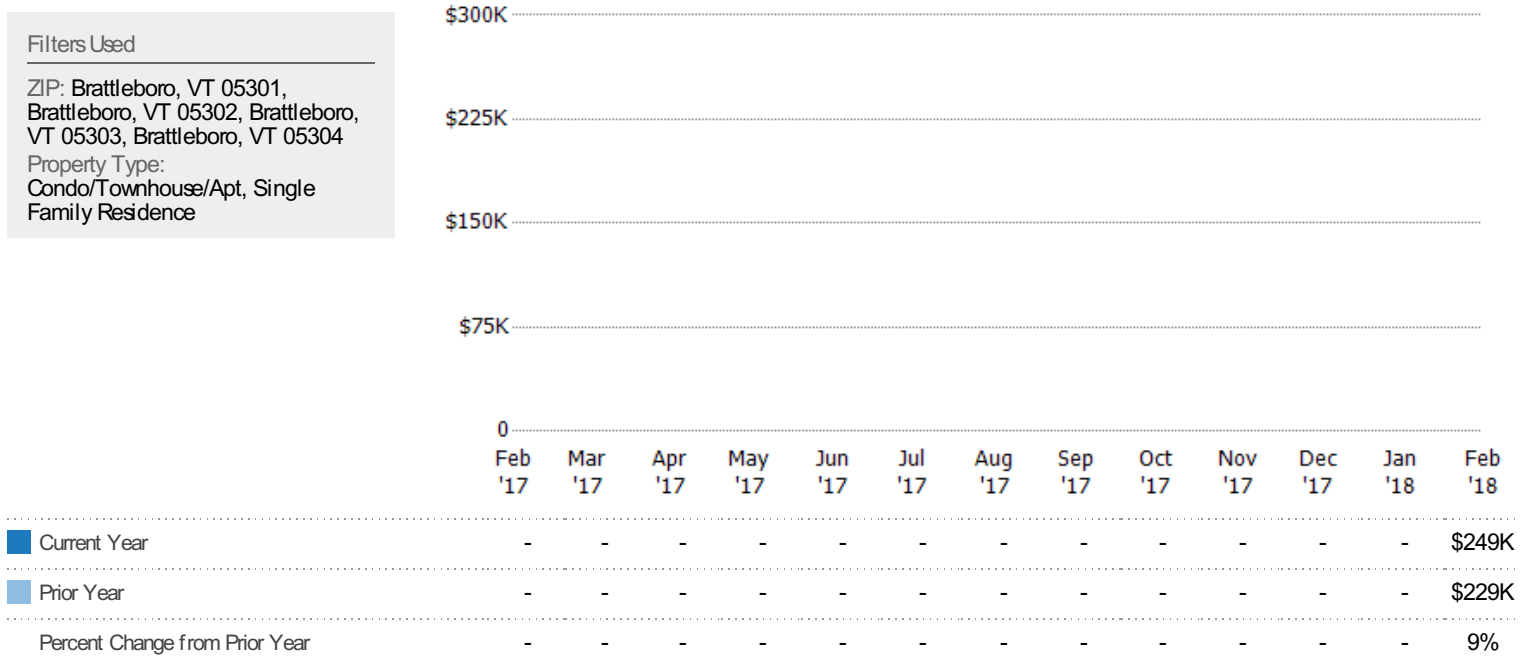 Filters Used
ZIP: Brattleboro, VT 05301,
Brattleboro, VT 05302, Brattleboro,
VT 05303, Brattleboro, VT 05304
Property Type:
Condo/Townhouse/Apt, Single
Family Residence
$300K
$225K
$150K
$75K
0
Feb Mar Apr May Jun Jul Aug Sep Oct Nov Dec Jan Feb
'17 '17 '17 '17 '17 '17 '17 '17 '17 '17 '17 '18 '18
Current Year - - - - - - - - - - - - $249K
Prior Year - - - - - - - - - - - - $229K
Percent Change from Prior Year - - - - - - - - - - - - 9%